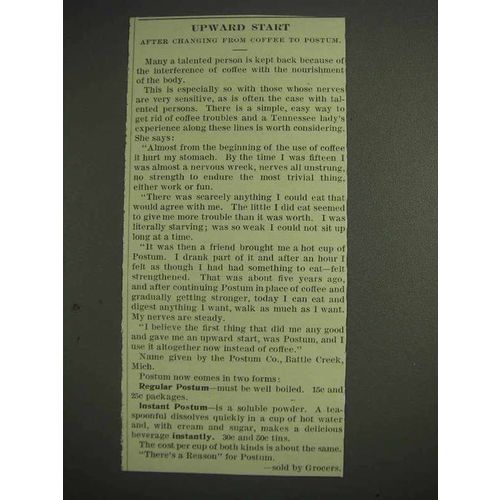 UPWARD START
AFTER CHANGING FROM COFFEE TO POSTUM.
Many a talented person is kept back because of
the interference of coffee with the nourishment
of the body.
This is especially so with those whose nerves
are very sensitive, as is often the case with tal-
ented persons. There is a simple, easy way to
get rid of coffee troubles and a Tennessee lady's
experience along these lines is worth considering.
She says:
"Almost from the beginning of the use of coffee
it hurt my stomach. By the time I was fifteen I
was almost a nervous wreck, nerves all unstrung,
no strength to endure the most trivial thing,
either work or fun.
"There was scarcely anything I could eat that
would agree with me. The little I did eat seemed
to give me more trouble than it was worth. I was
literally starving; was so weak I could not sit up
long at a time.
"It was then a friend brought me a hot cup of
Postum. I drank part of it and after an hour I
felt as though I had had something to eat—felt
strengthened. That was about five years ago,
and after continuing Postum in place of coffee and
gradually getting stronger, today I can eat and
digest anything I want, walk as much as I want.
My nerves are steady.
"I believe the first thing that did me any good
and gave me an upward start, was Postum, and I
use it altogether now instead of coffee."
Name given by the Postum Co., Battle Creek,
Mich.
Postum now comes in two forms:
Regular Postum—must be well boiled. 15c and
25c packages.
Instant Postum—is a soluble powder. A tea-
spoonful dissolves quickly in a cup of hot water
and, with cream and sugar, makes a delicious
beverage instantly. 30c and 50c tins.
The cost per cup of both kinds is about the same.
"There's a Reason" for Postum.
—sold by Grocers.